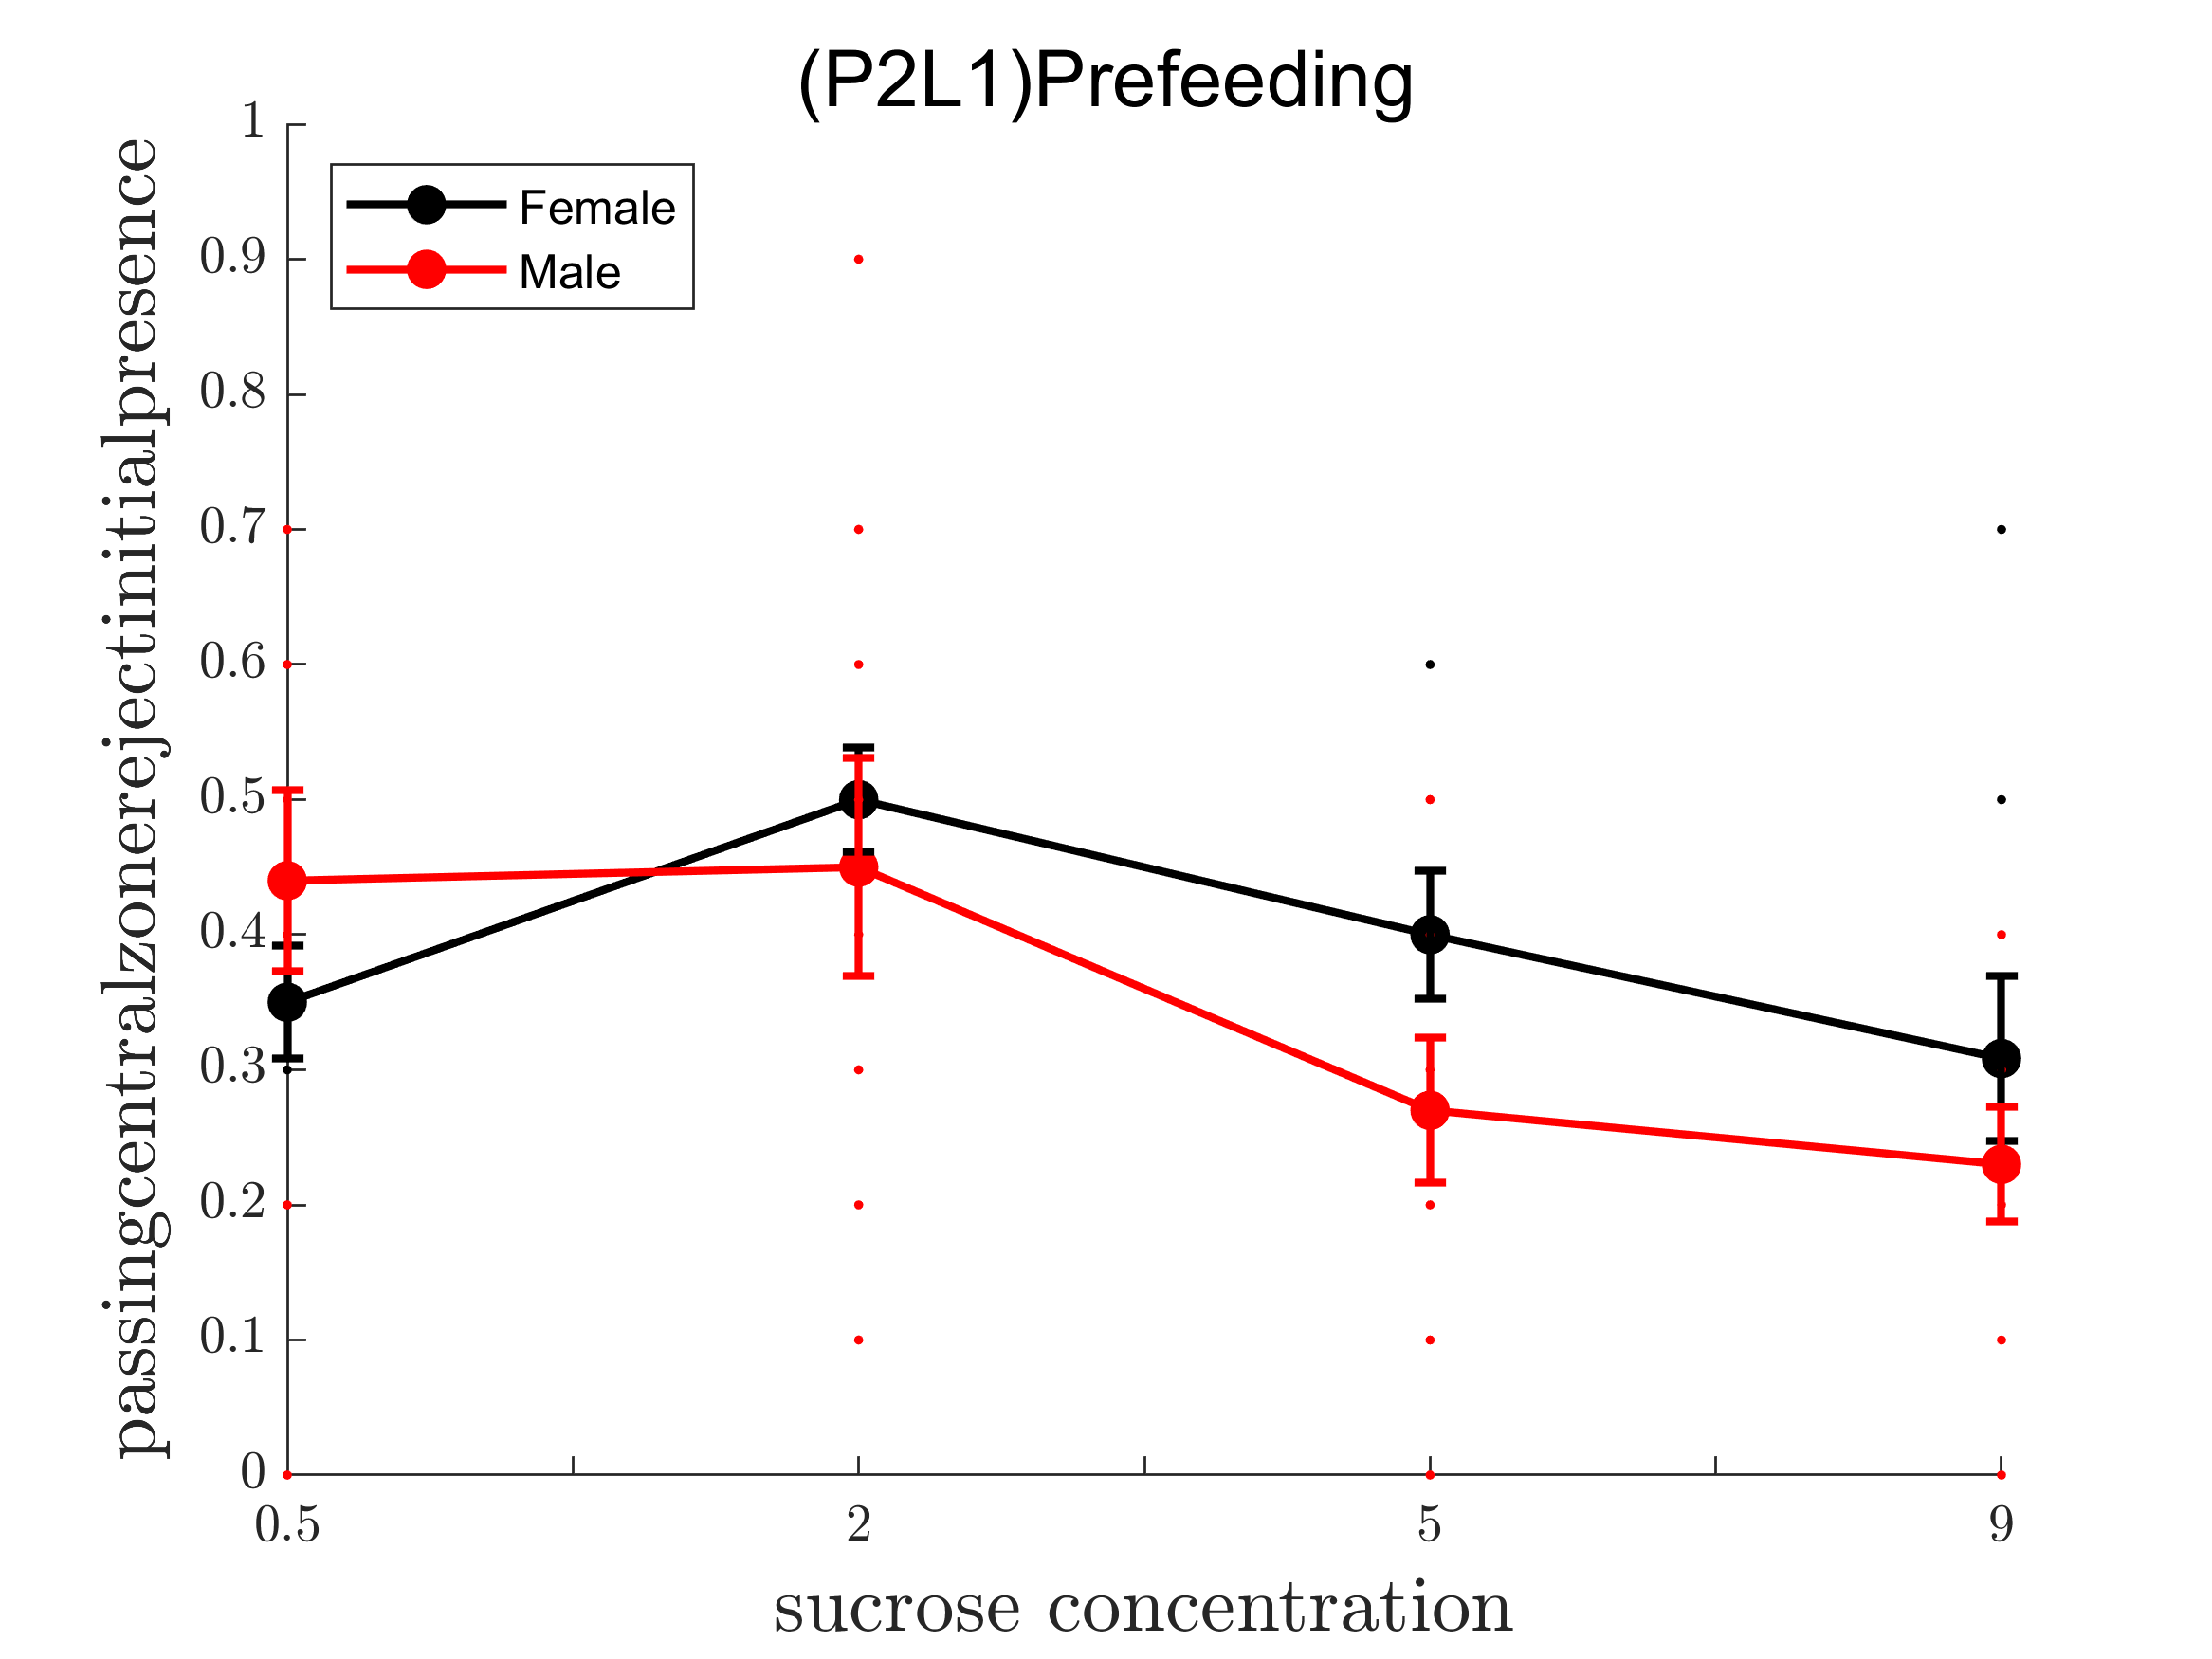 (P2L1)Prefeeding
Female
Male
passingcentralzonerejectinitialpresence
1
0.9
0.8
0.7
0.6
0.5
0.4
0.3
0.2
0.1
0
0.5 2 5 9
sucrose concentration